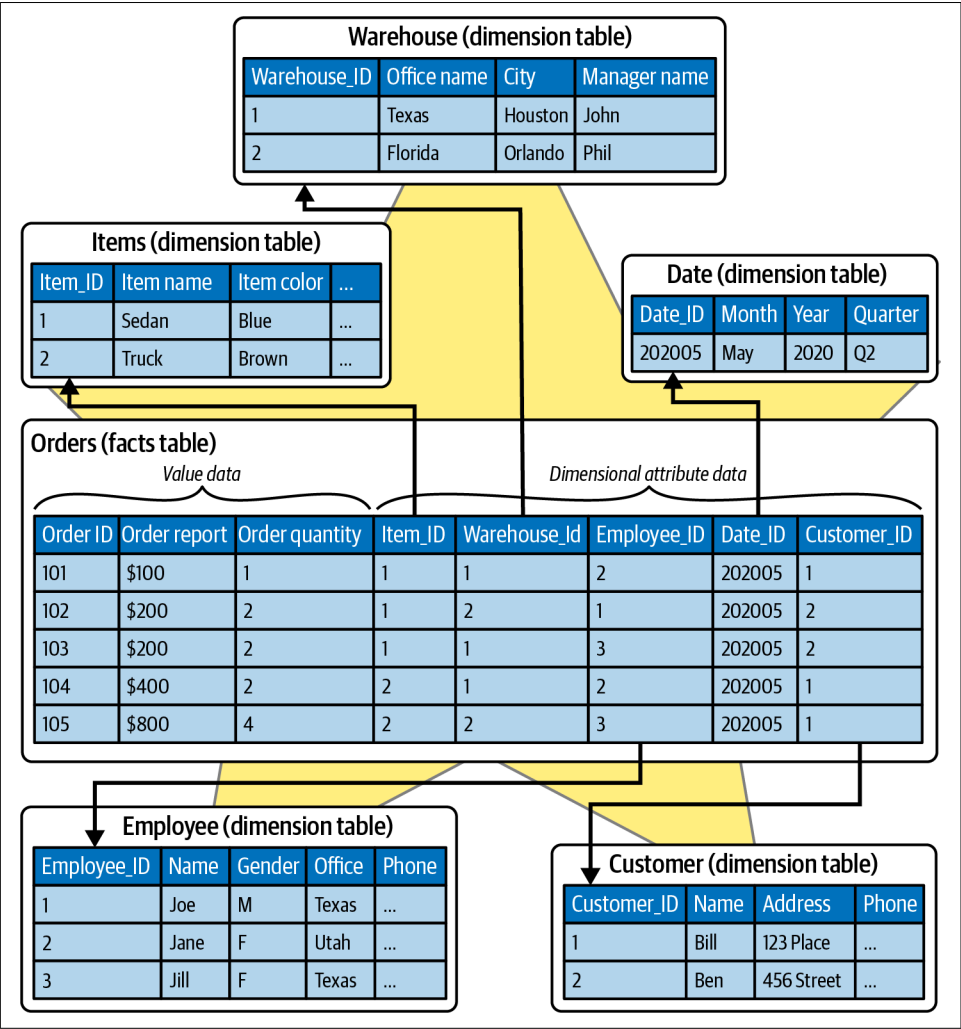 Warehouse (dimension table)
Warehouse_ID Office name City Manager name
1 Texas Houston John
2 Florida Orlando Phil
Items (dimension table)
Item_ID Item name Item color ...
1 Sedan Blue ...
2 Truck Brown ...
Date (dimension table)
Date_ID Month Year Quarter
202005 May 2020 Q2
Orders (facts table)
Value data Dimensional attribute data
Order ID Order report Order quantity Item_ID Warehouse_Id Employee_ID Date_ID Customer_ID
101 $100 1 1 1 2 202005 1
102 $200 2 1 2 1 202005 2
103 $200 2 1 1 3 202005 2
104 $400 2 2 1 2 202005 1
105 $800 4 2 2 3 202005 1
Employee (dimension table)
Employee_ID Name Gender Office Phone
1 Joe M Texas ...
2 Jane F Utah ...
3 Jill F Texas ...
Customer (dimension table)
Customer_ID Name Address Phone
1 Bill 123 Place ...
2 Ben 456 Street ...